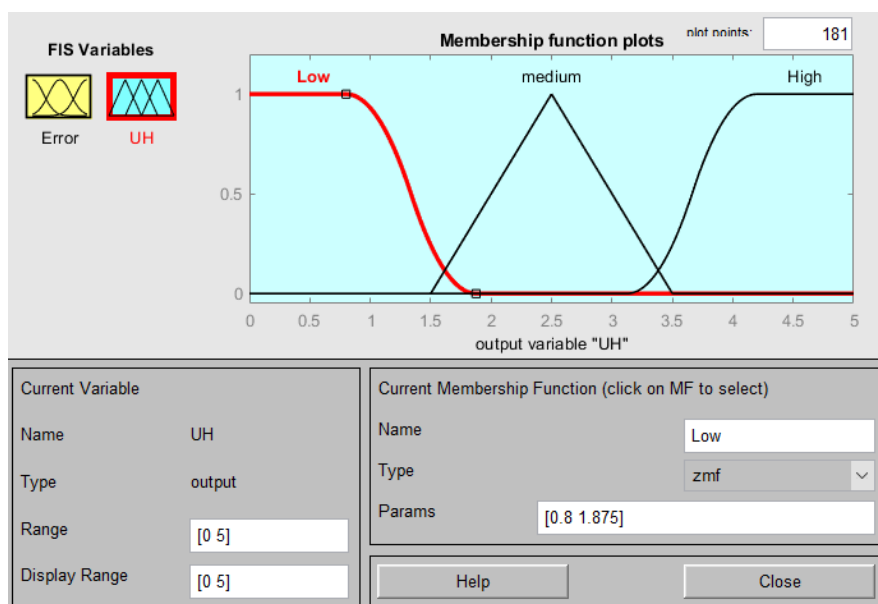 FIS Variables
Membership function plots
plot points:
181
Error
UH
Low
medium
High
1
0.5
0
0
0.5
1
1.5
2
2.5
3
3.5
4
4.5
5
output variable "UH"
Current Variable
Name
UH
Type
output
Range
[0 5]
Display Range
[0 5]
Current Membership Function (click on MF to select)
Name
Low
Type
zmf
Params
[0.8 1.875]
Help
Close